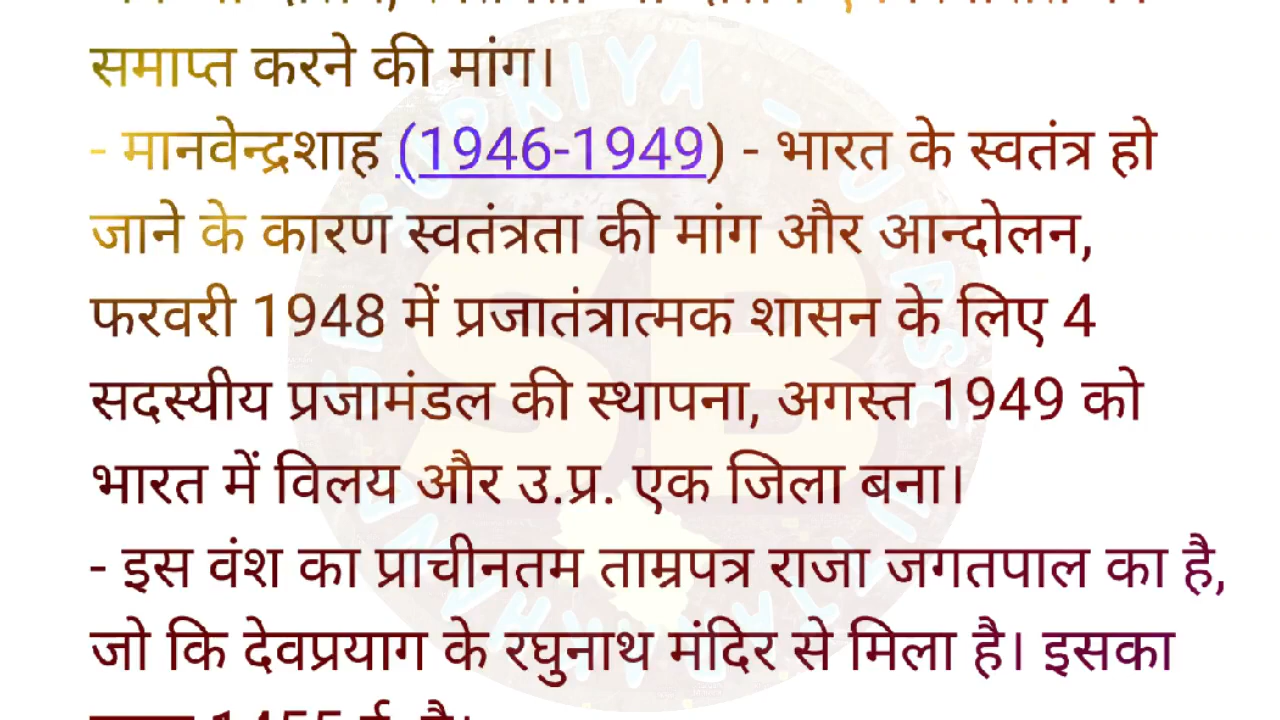 समाप्त करने की मांग।
- मानवेन्द्रशाह (1946-1949) - भारत के स्वतंत्र हो
जाने के कारण स्वतंत्रता की मांग और आन्दोलन,
फरवरी 1948 में प्रजातंत्रात्मक शासन के लिए 4
सदस्यीय प्रजामंडल की स्थापना, अगस्त 1949 को
भारत में विलय और उ.प्र. एक जिला बना।
- इस वंश का प्राचीनतम ताम्रपत्र राजा जगतपाल का है,
जो कि देवप्रयाग के रघुनाथ मंदिर से मिला है। इसका